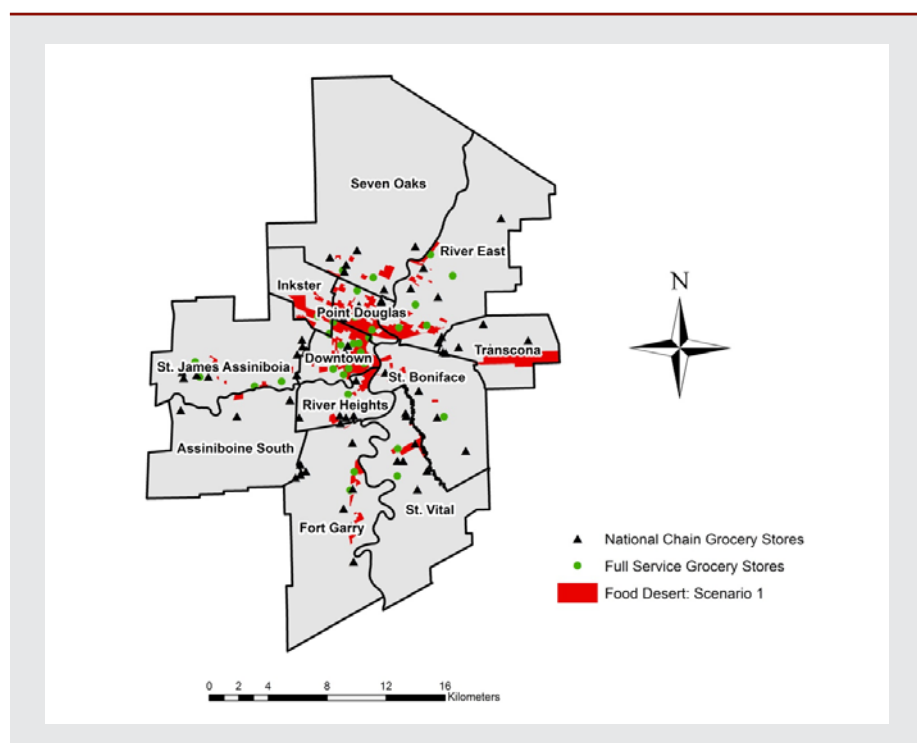 Seven Oaks
River East
Inkster
Point Douglas
N
Transcona
St. James Assiniboia
Downtown
St. Boniface
River Heights
Assiniboine South
St. Vital
Fort Garry
National Chain Grocery Stores
Full Service Grocery Stores
Food Desert: Scenario 1
0 2 4 8 12 16
Kilometers